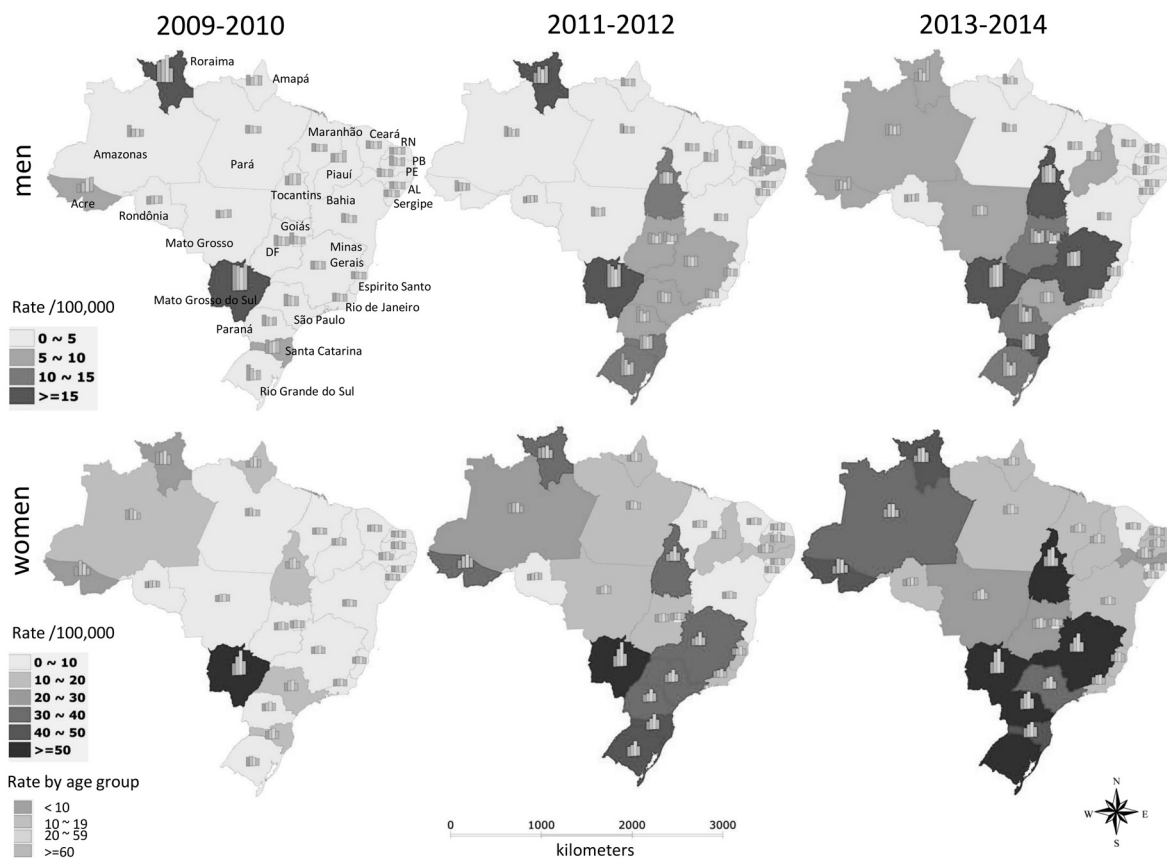 2009-2010
2011-2012
2013-2014
men
Roraima
Amapá
Maranhão
Ceará
RN
PB
PE
AL
Sergipe
Amazonas
Pará
Piauí
Acre
Rondônia
Tocantins
Bahia
Goiás
Mato Grosso
DF
Minas
Gerais
Espirito Santo
Mato Grosso do Sul
Rio de Janeiro
São Paulo
Paraná
Santa Catarina
Rio Grande do Sul
Rate /100,000
0 ~ 5
5 ~ 10
10 ~ 15
>=15
women
Rate /100,000
0 ~ 10
10 ~ 20
20 ~ 30
30 ~ 40
40 ~ 50
>=50
Rate by age group
< 10
10 ~ 19
20 ~ 59
>=60
0 1000 2000 3000
kilometers
N
W E
S